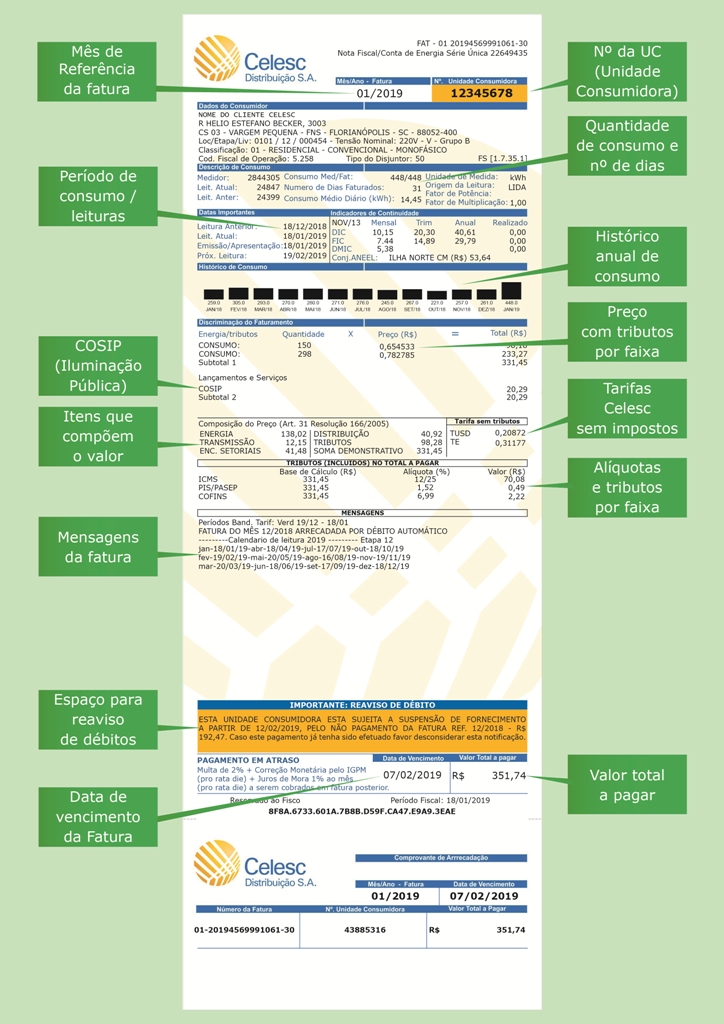 Mês de
Referência
da fatura
Período de
consumo /
leituras
COSIP
(Iluminação
Pública)
Itens que
compõem
o valor
Mensagens
da fatura
Espaço para
reaviso
de débitos
Data de
vencimento
da Fatura
Nº da UC
(Unidade
Consumidora)
Quantidade
de consumo e
nº de dias
Histórico
anual de
consumo
Preço
com tributos
por faixa
Tarifas
Celesc
sem impostos
Alíquotas
e tributos
por faixa
Valor total
a pagar
Celesc
Distribuição S.A.
FAT - 01 20194569991061-30
Nota Fiscal/Conta de Energia Série Única 22649435
Mês/Ano - Fatura Nº. Unidade Consumidora
01/2019 12345678
Dados do Consumidor
NOME DO CLIENTE CELESC
R HELIO ESTEFANO BECKER, 3003
CS 03 - VARGEM PEQUENA - FNS - FLORIANÓPOLIS - SC - 88052-400
Loc/Etapa/Liv: 0101 / 12 / 000454 - Tensão Nominal: 220V - V - Grupo B
Classificação: 01 - RESIDENCIAL - CONVENCIONAL - MONOFÁSICO
Cod. Fiscal de Operação: 5.258 Tipo do Disjuntor: 50 FS [1.7.35.1]
Descrição de Consumo
Medidor: 2844305 Consumo Med/Fat: 448/448 Unidade de Medida: kWh
Leit. Atual: 24847 Numero de Dias Faturados: 31 Origem da Leitura: LIDA
Fator de Potência:
Leit. Anter: 24399 Consumo Médio Diário (kWh): 14,45 Fator de Multiplicação: 1,00
Datas Importantes Indicadores de Continuidade
NOV/13 Mensal Trim Anual Realizado
Leitura Anterior: 18/12/2018 DIC 10,15 20,30 40,61 0,00
Leit. Atual: 18/01/2019 FIC 7.44 14,89 29,79 0,00
Emissão/Apresentação: 18/01/2019 DMIC 5,38 0,00
Próx. Leitura: 19/02/2019 Conj.ANEEL: ILHA NORTE CM (R$) 53,64
Histórico de Consumo
259.0 305.0 293.0 270.0 280.0 271.0 276.0 245.0 267.0 221.0 257.0 261.0 448.0
JAN/18 FEV/18 MAR/18 ABR/18 MAI/18 JUN/18 JUL/18 AGO/18 SET/18 OUT/18 NOV/18 DEZ/18 JAN/19
Discriminação do Faturamento
Energia/tributos Quantidade X Preço (R$) = Total (R$)
CONSUMO: 150 0,654533
CONSUMO: 298 0,782785 233,27
Subtotal 1 331,45
Lançamentos e Serviços
COSIP 20,29
Subtotal 2 20,29
Composição do Preço (Art. 31 Resolução 166/2005) Tarifa sem tributos
ENERGIA 138,02 DISTRIBUIÇÃO 40,92 TUSD 0,20872
TRANSMISSÃO 12,15 TRIBUTOS 98,28 TE 0,31177
ENC. SETORIAIS 41,48 SOMA DEMONSTRATIVO 331,45
TRIBUTOS (INCLUIDOS) NO TOTAL A PAGAR
Base de Cálculo (R$) Alíquota (%) Valor (R$)
ICMS 331,45 12/25 70,08
PIS/PASEP 331,45 1,52 0,49
COFINS 331,45 6,99 2,22
MENSAGENS
Períodos Band. Tarif: Verd 19/12 - 18/01
FATURA DO MÊS 12/2018 ARRECADADA POR DÉBITO AUTOMÁTICO
---------Calendario de leitura 2019 --------- Etapa 12
jan-18/01/19-abr-18/04/19-jul-17/07/19-out-18/10/19
fev-19/02/19-mai-20/05/19-ago-16/08/19-nov-19/11/19
mar-20/03/19-jun-18/06/19-set-17/09/19-dez-18/12/19
IMPORTANTE: REAVISO DE DÉBITO
ESTA UNIDADE CONSUMIDORA ESTA SUJEITA A SUSPENSÃO DE FORNECIMENTO
A PARTIR DE 12/02/2019, PELO NÃO PAGAMENTO DA FATURA REF. 12/2018 - R$
192,47. Caso este pagamento já tenha sido efetuado favor desconsiderar esta notificação.
PAGAMENTO EM ATRASO Data de Vencimento Valor Total a pagar
Multa de 2% + Correção Monetária pelo IGPM
(pro rata die) + Juros de Mora 1% ao mês
(pro rata die) a serem cobrados em fatura posterior.
07/02/2019 R$ 351,74
Reservado ao Fisco Período Fiscal: 18/01/2019
8F8A.6733.601A.7B8B.D59F.CA47.E9A9.3EAE
Celesc
Distribuição S.A.
Comprovante de Arrrecadação
Mês/Ano - Fatura Data de Vencimento
01/2019 07/02/2019
Número da Fatura Nº. Unidade Consumidora Valor Total a Pagar
01-20194569991061-30 43885316 R$ 351,74